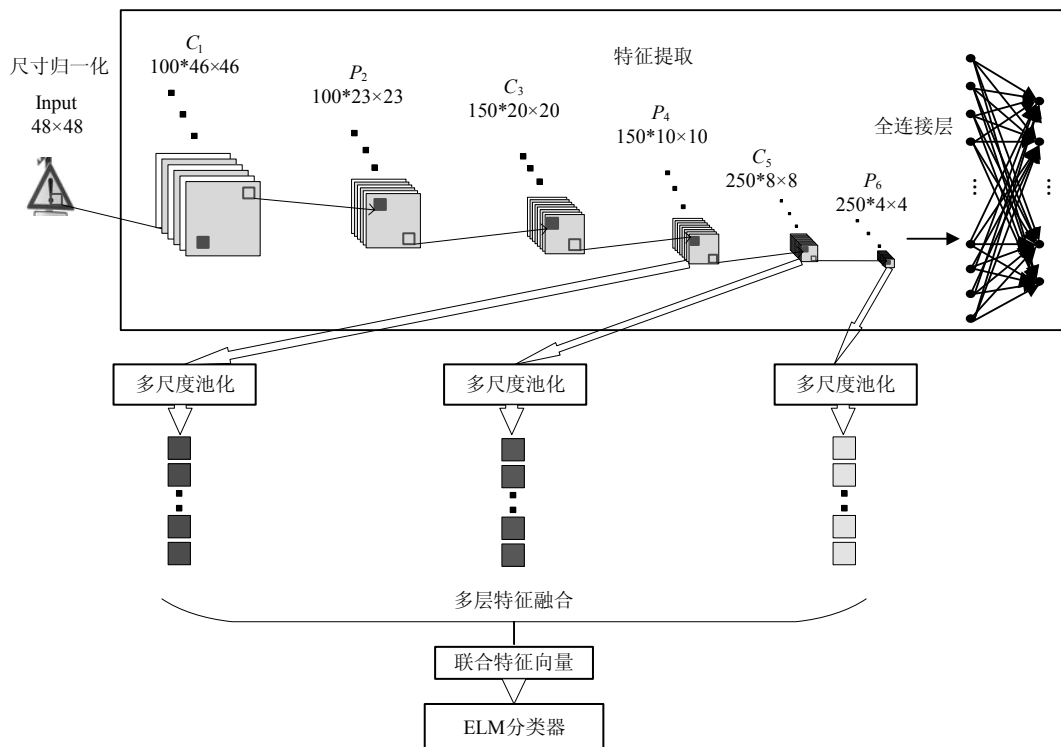 尺寸归一化
Input
48×48
C1
100*46×46
P2
100*23×23
C3
150*20×20
特征提取
P4
150*10×10
C5
250*8×8
P6
250*4×4
全连接层
多尺度池化
多尺度池化
多尺度池化
多层特征融合
联合特征向量
ELM分类器